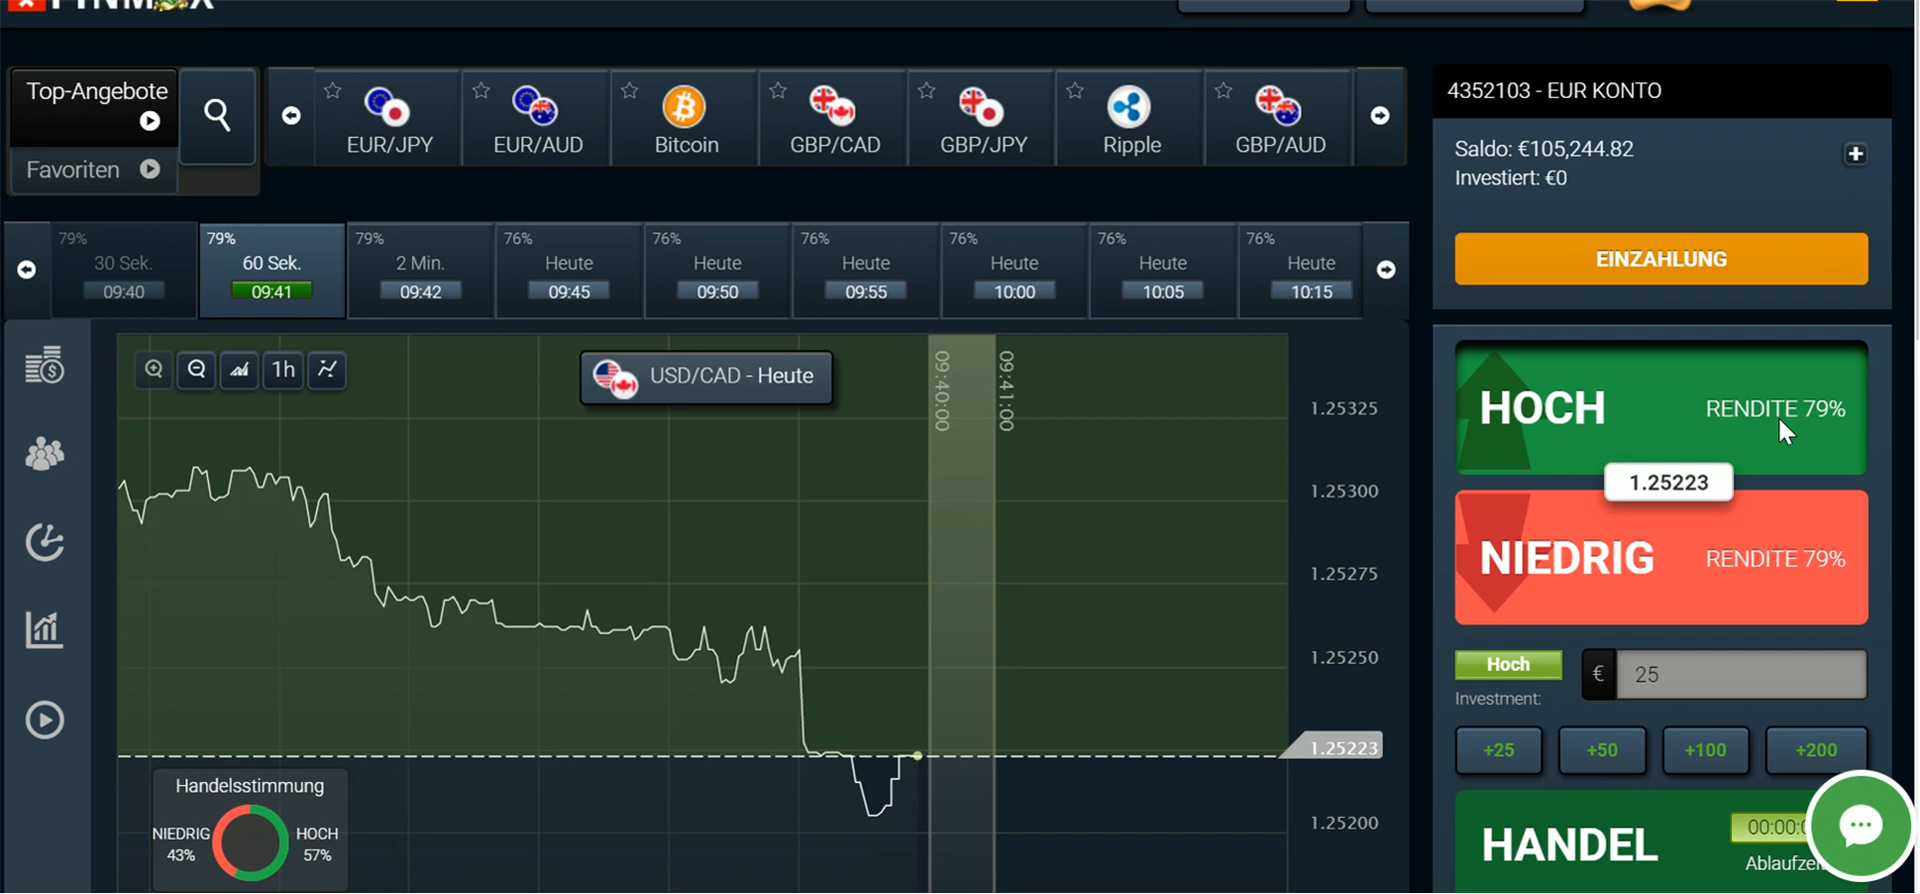 Top-Angebote
Favoriten
EUR/JPY
EUR/AUD
Bitcoin
GBP/CAD
GBP/JPY
Ripple
GBP/AUD
4352103 - EUR KONTO
Saldo: €105,244.82
Investiert: €0
EINZAHLUNG
79% 79% 79% 76% 76% 76% 76% 76% 76%
30 Sek. 60 Sek. 2 Min. Heute Heute Heute Heute Heute Heute
09:40 09:41 09:42 09:45 09:50 09:55 10:00 10:05 10:15
1h
USD/CAD - Heute
09:40:00
09:41:00
1.25325
1.25300
1.25275
1.25250
1.25223
1.25200
Handelsstimmung
NIEDRIG
43%
HOCH
57%
HOCH RENDITE 79%
1.25223
NIEDRIG RENDITE 79%
Hoch
Investment:
€ 25
+25 +50 +100 +200
HANDEL
00:00:0